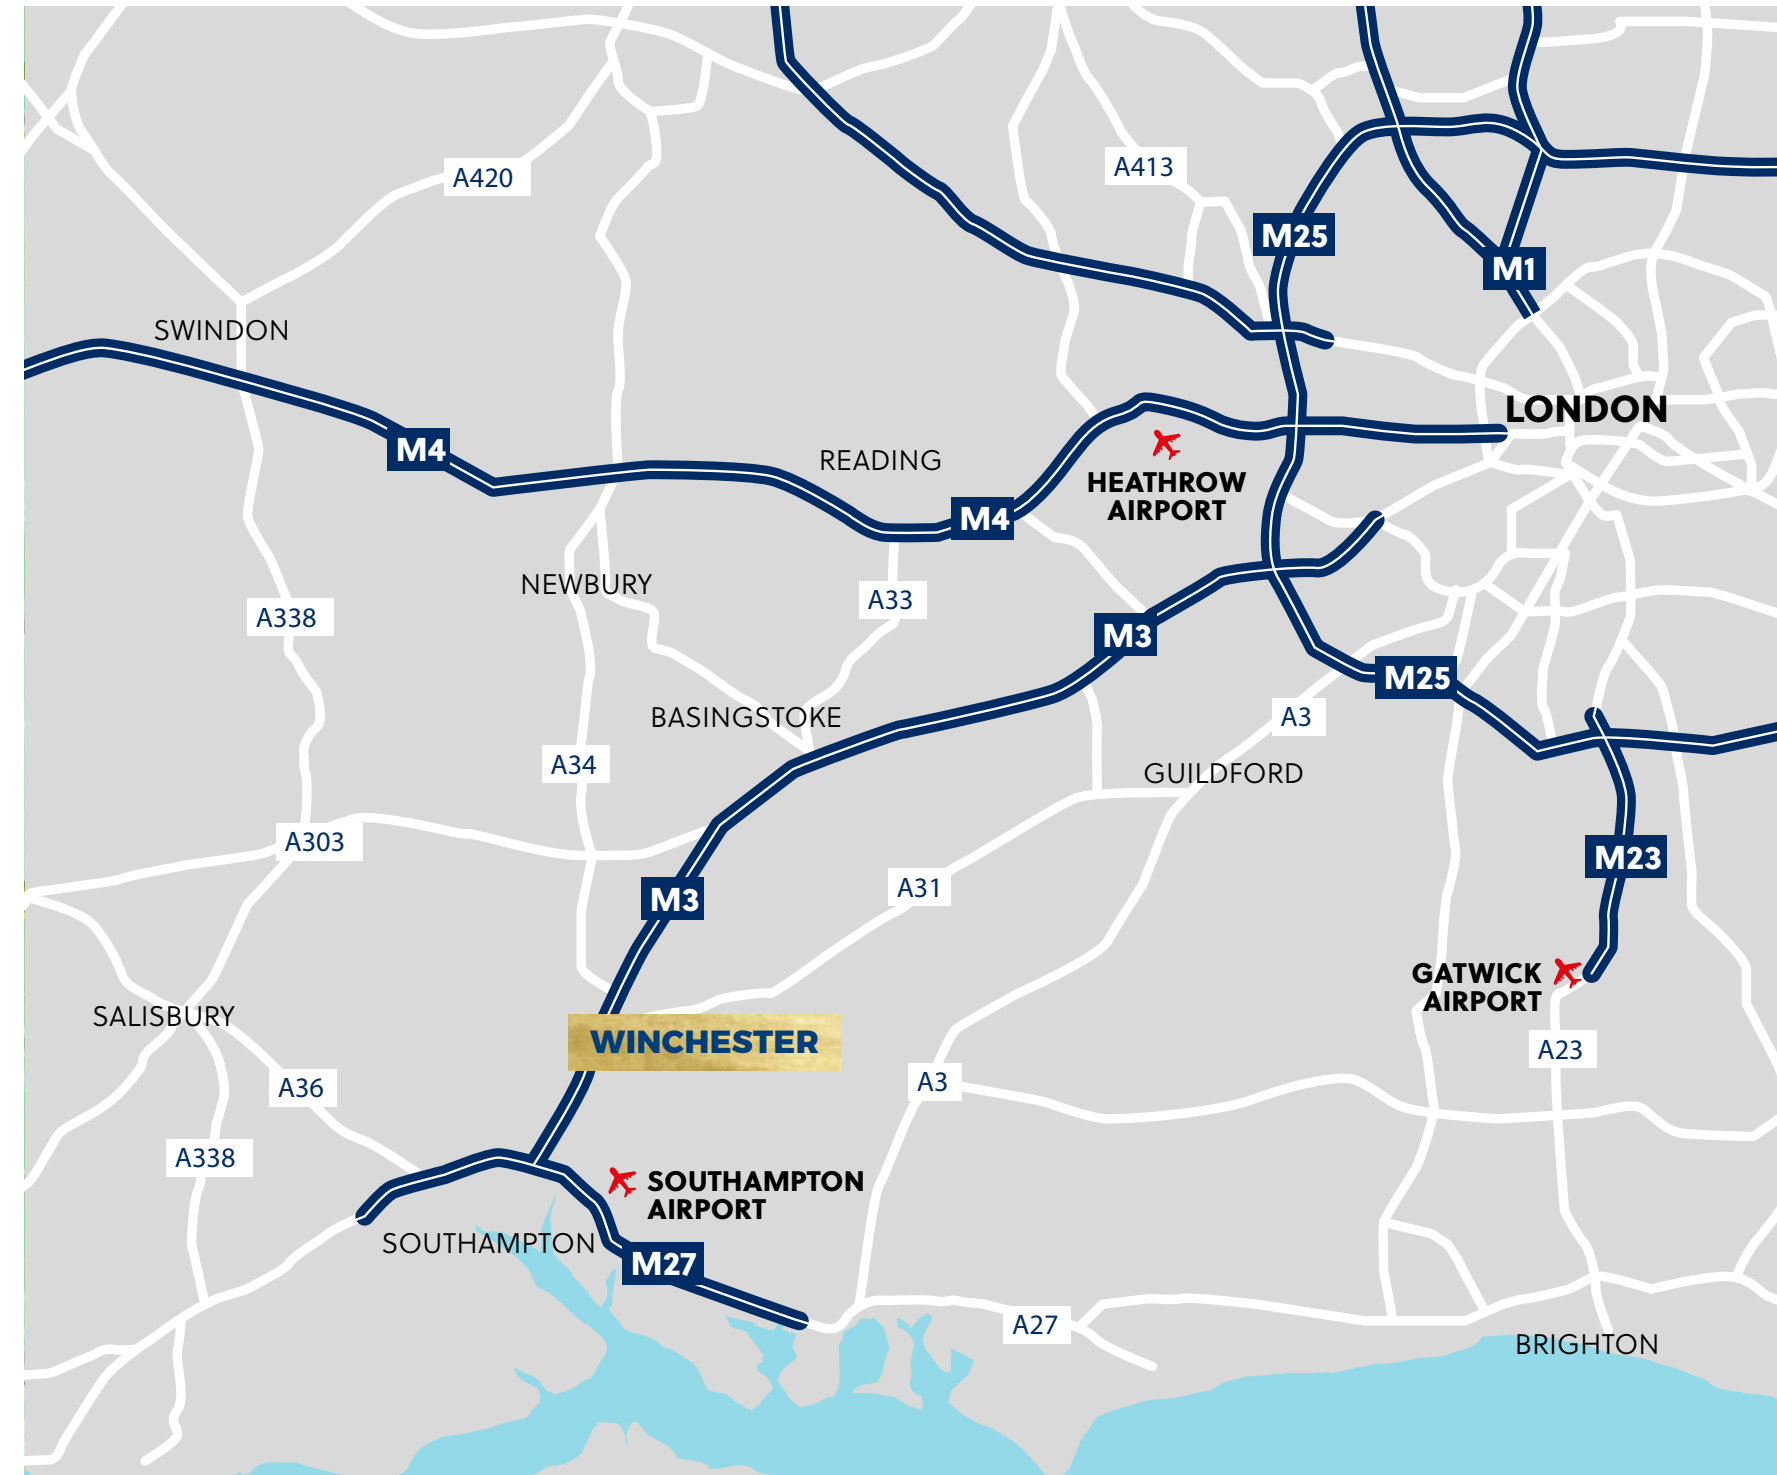 A413
A420
M25
M1
SWINDON
LONDON
M4
READING
HEATHROW
AIRPORT
M4
NEWBURY
A33
A338
M3
M25
BASINGSTOKE
A3
A34
GUILDFORD
A303
M23
M3
A31
GATWICK
AIRPORT
SALISBURY
WINCHESTER
A23
A36
A3
A338
SOUTHAMPTON
AIRPORT
SOUTHAMPTON
M27
A27
BRIGHTON